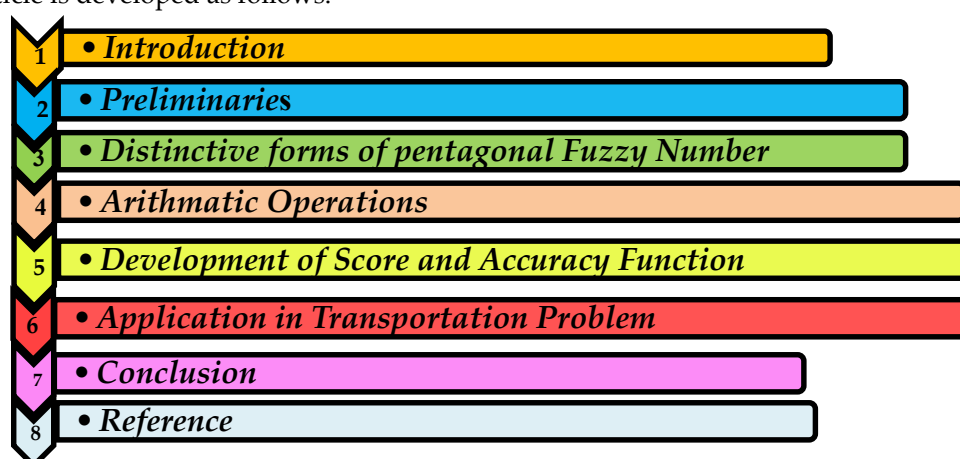 icle is developed as follows:
1 • Introduction
2 • Preliminaries
3 • Distinctive forms of pentagonal Fuzzy Number
4 • Arithmatic Operations
5 • Development of Score and Accuracy Function
6 • Application in Transportation Problem
7 • Conclusion
8 • Reference